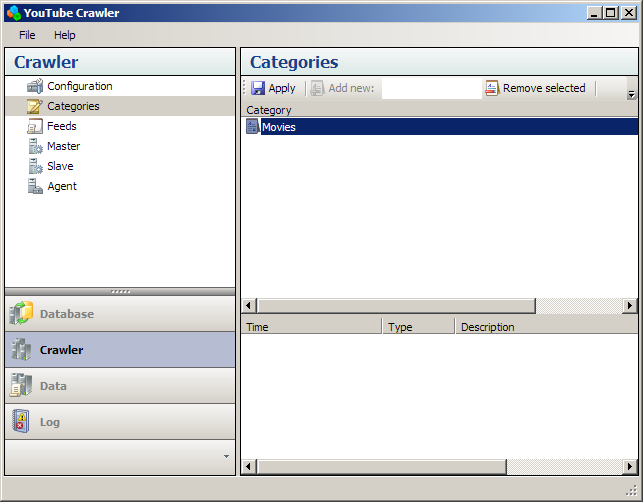 YouTube Crawler
File Help
Crawler
Configuration
Categories
Feeds
Master
Slave
Agent
Database
Crawler
Data
Log
Categories
Apply Add new: Remove selected
Category
Movies
Time Type Description